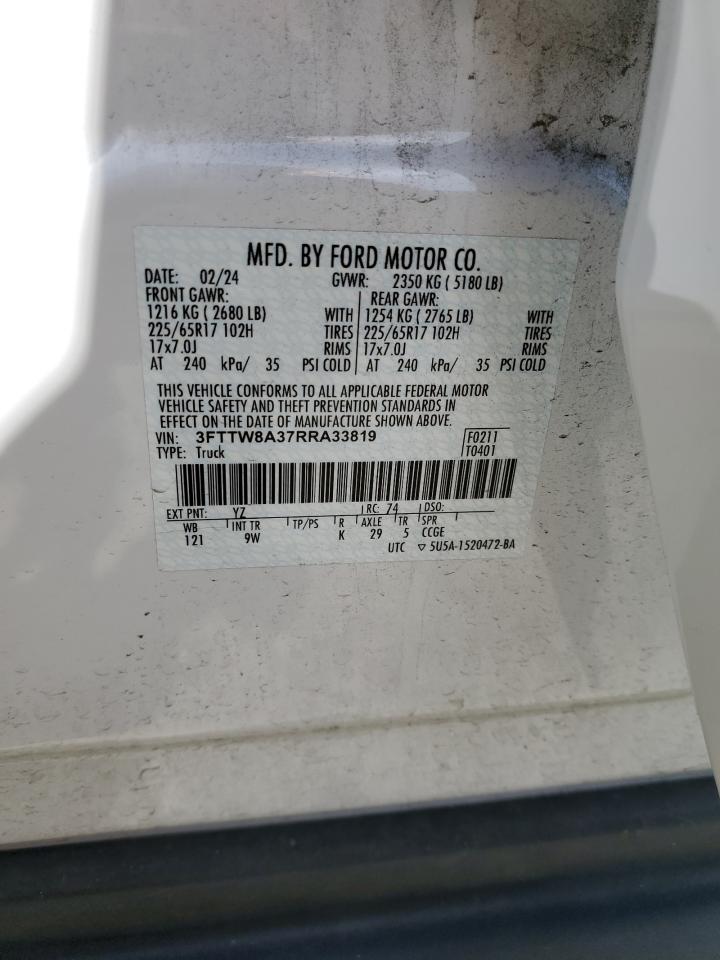 MFD. BY FORD MOTOR CO.
DATE: 02/24 GVWR: 2350 KG ( 5180 LB)
FRONT GAWR: REAR GAWR:
1216 KG ( 2680 LB) WITH 1254 KG ( 2765 LB) WITH
225/65R17 102H TIRES 225/65R17 102H TIRES
17x7.0J RIMS 17x7.0J RIMS
AT 240 kPa/ 35 PSI COLD AT 240 kPa/ 35 PSI COLD
THIS VEHICLE CONFORMS TO ALL APPLICABLE FEDERAL MOTOR
VEHICLE SAFETY AND THEFT PREVENTION STANDARDS IN
EFFECT ON THE DATE OF MANUFACTURE SHOWN ABOVE.
VIN: 3FTTW8A37RRA33819 F0211
TYPE: Truck T0401
EXT PNT: YZ RC: 74 DSO:
WB INT TR TP/PS R AXLE TR SPR
121 9W K 29 5 CCGE
UTC ▽ 5U5A-1520472-BA